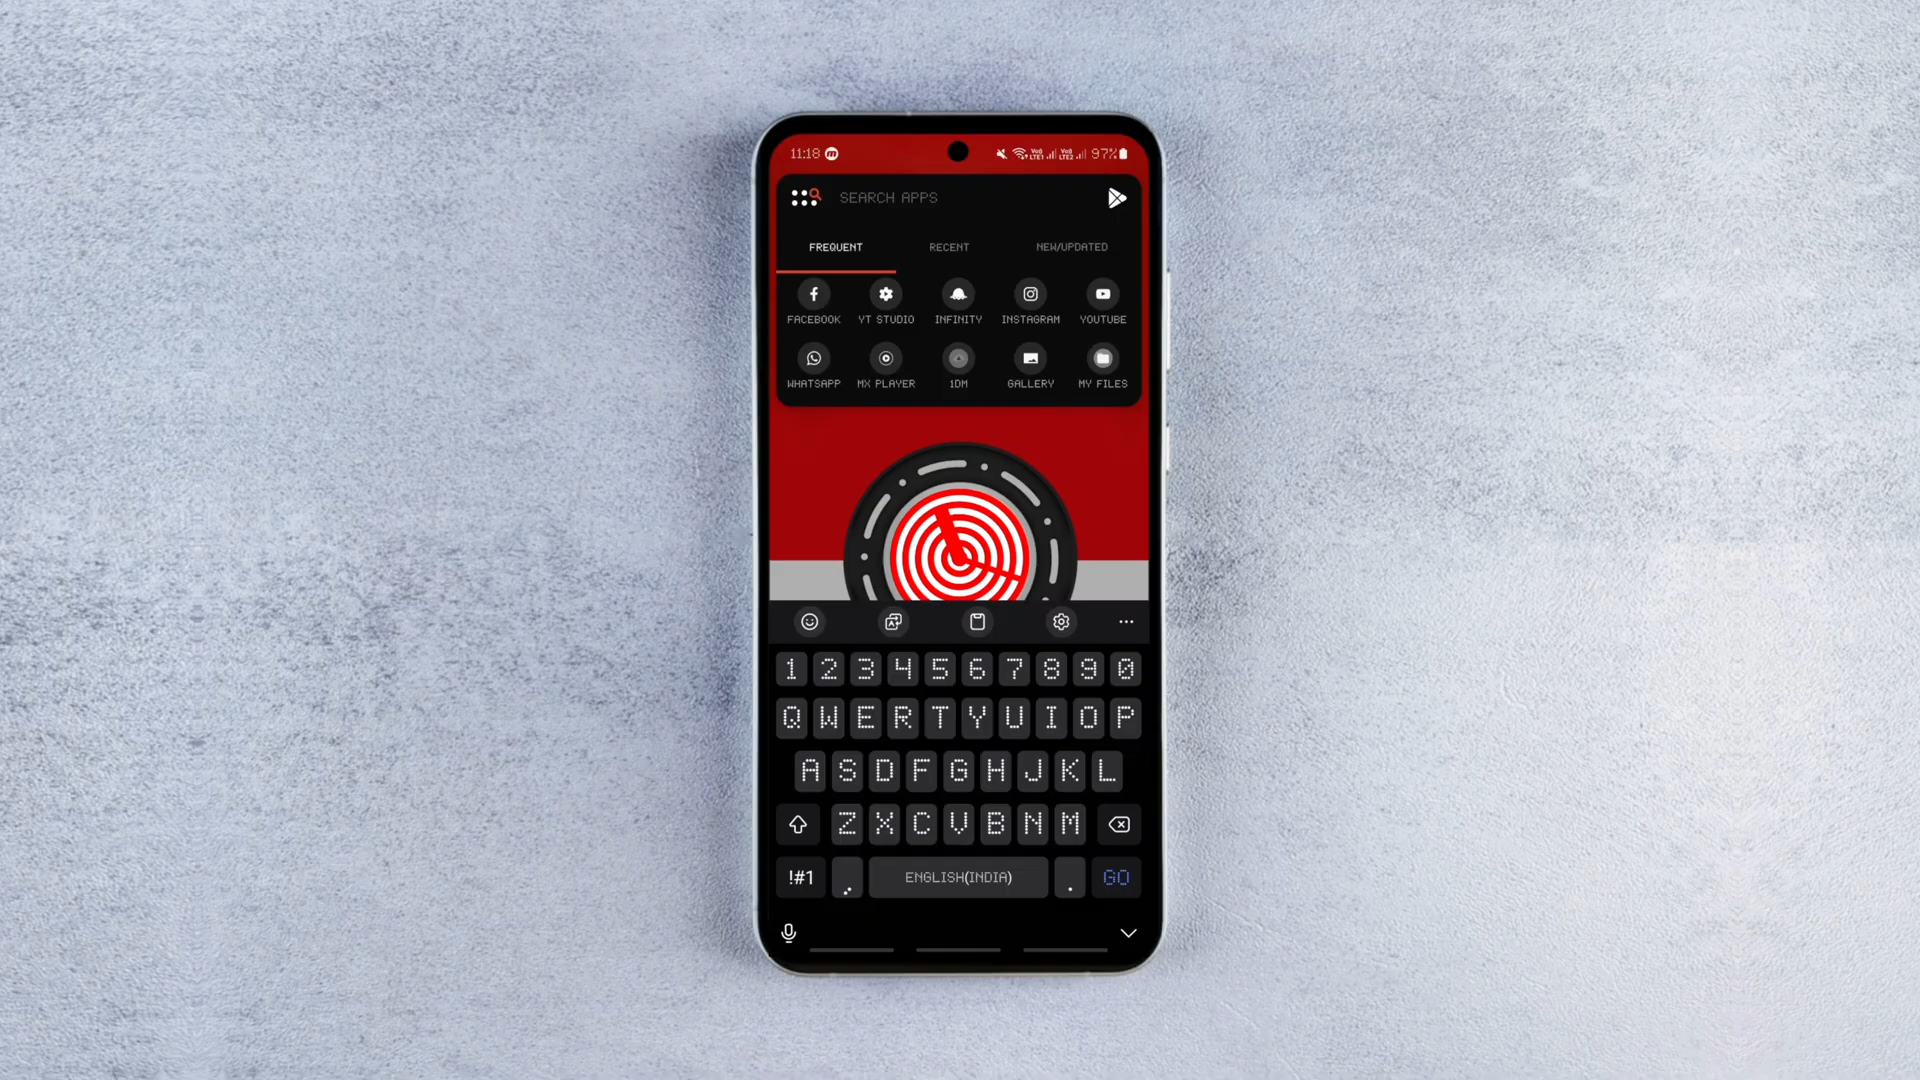 11:18 97%
SEARCH APPS
FREQUENT RECENT NEW/UPDATED
FACEBOOK YT STUDIO INFINITY INSTAGRAM YOUTUBE
WHATSAPP MX PLAYER 1DM GALLERY MY FILES
1 2 3 4 5 6 7 8 9 0
Q W E R T Y U I O P
A S D F G H J K L
Z X C V B N M
!#1 , ENGLISH(INDIA) . GO